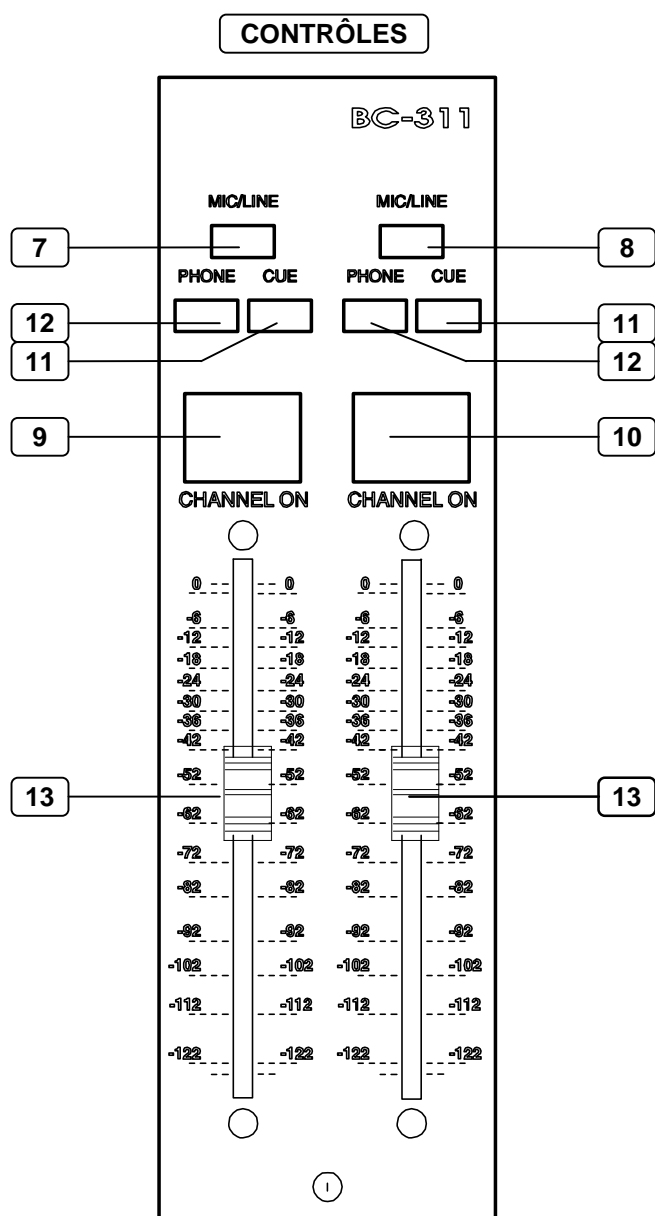 CONTRÔLES
BC-311
MIC/LINE MIC/LINE
7 8
PHONE CUE PHONE CUE
12 11
11 12
9 10
CHANNEL ON CHANNEL ON
0 0 0 0
-6 -6 -6 -6
-12 -12 -12 -12
-18 -18 -18 -18
-24 -24 -24 -24
-30 -30 -30 -30
-36 -36 -36 -36
-42 -42 -42 -42
-52 -52 -52 -52
13 13
-62 -62 -62 -62
-72 -72 -72 -72
-82 -82 -82 -82
-92 -92 -92 -92
-102 -102 -102 -102
-112 -112 -112 -112
-122 -122 -122 -122